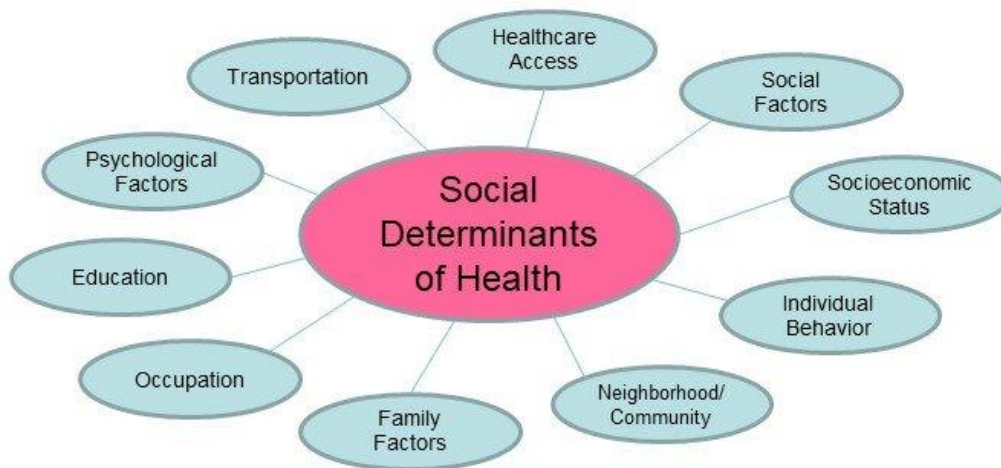 Healthcare
Access
Transportation
Social
Factors
Psychological
Factors
Social
Determinants
of Health
Socioeconomic
Status
Education
Individual
Behavior
Occupation
Family
Factors
Neighborhood/
Community